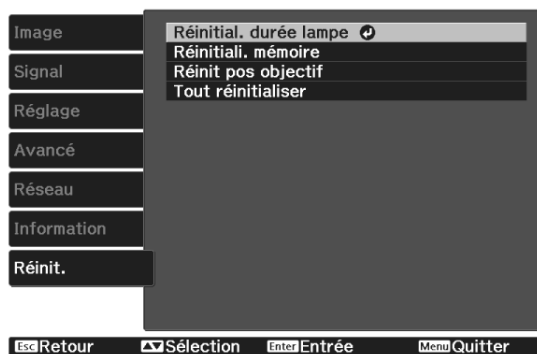 Image
Signal
Réglage
Avancé
Réseau
Information
Réinit.
Réinitial. durée lampe
Réinitiali. mémoire
Réinit pos objectif
Tout réinitialiser
Esc Retour Sélection Enter Entrée Menu Quitter